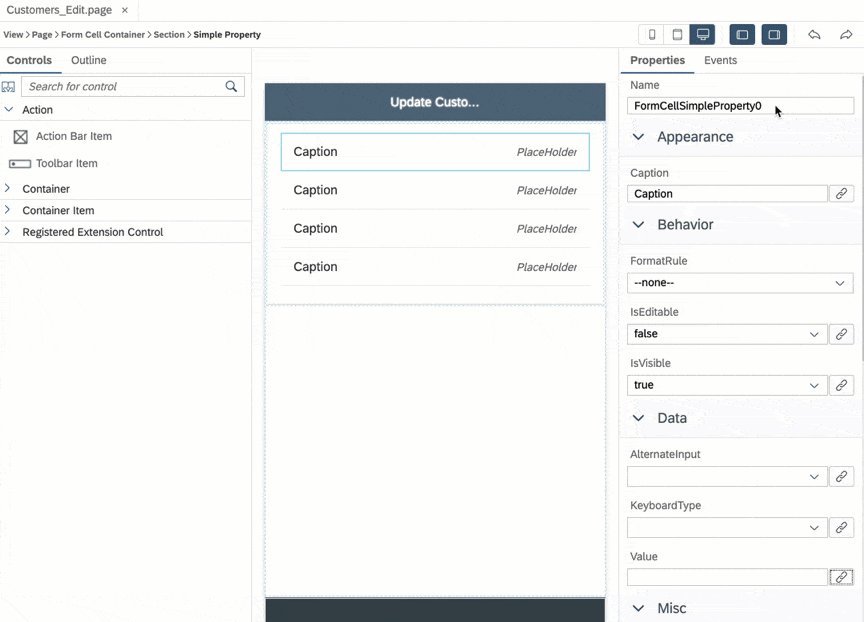 Customers_Edit.page ×
View > Page > Form Cell Container > Section > Simple Property
Controls Outline
Search for control
Action
Action Bar Item
Toolbar Item
Container
Container Item
Registered Extension Control
Update Custo...
Caption PlaceHolder
Caption PlaceHolder
Caption PlaceHolder
Caption PlaceHolder
Properties Events
Name
FormCellSimpleProperty0
Appearance
Caption
Caption
Behavior
FormatRule
--none--
IsEditable
false
IsVisible
true
Data
AlternateInput
KeyboardType
Value
Misc